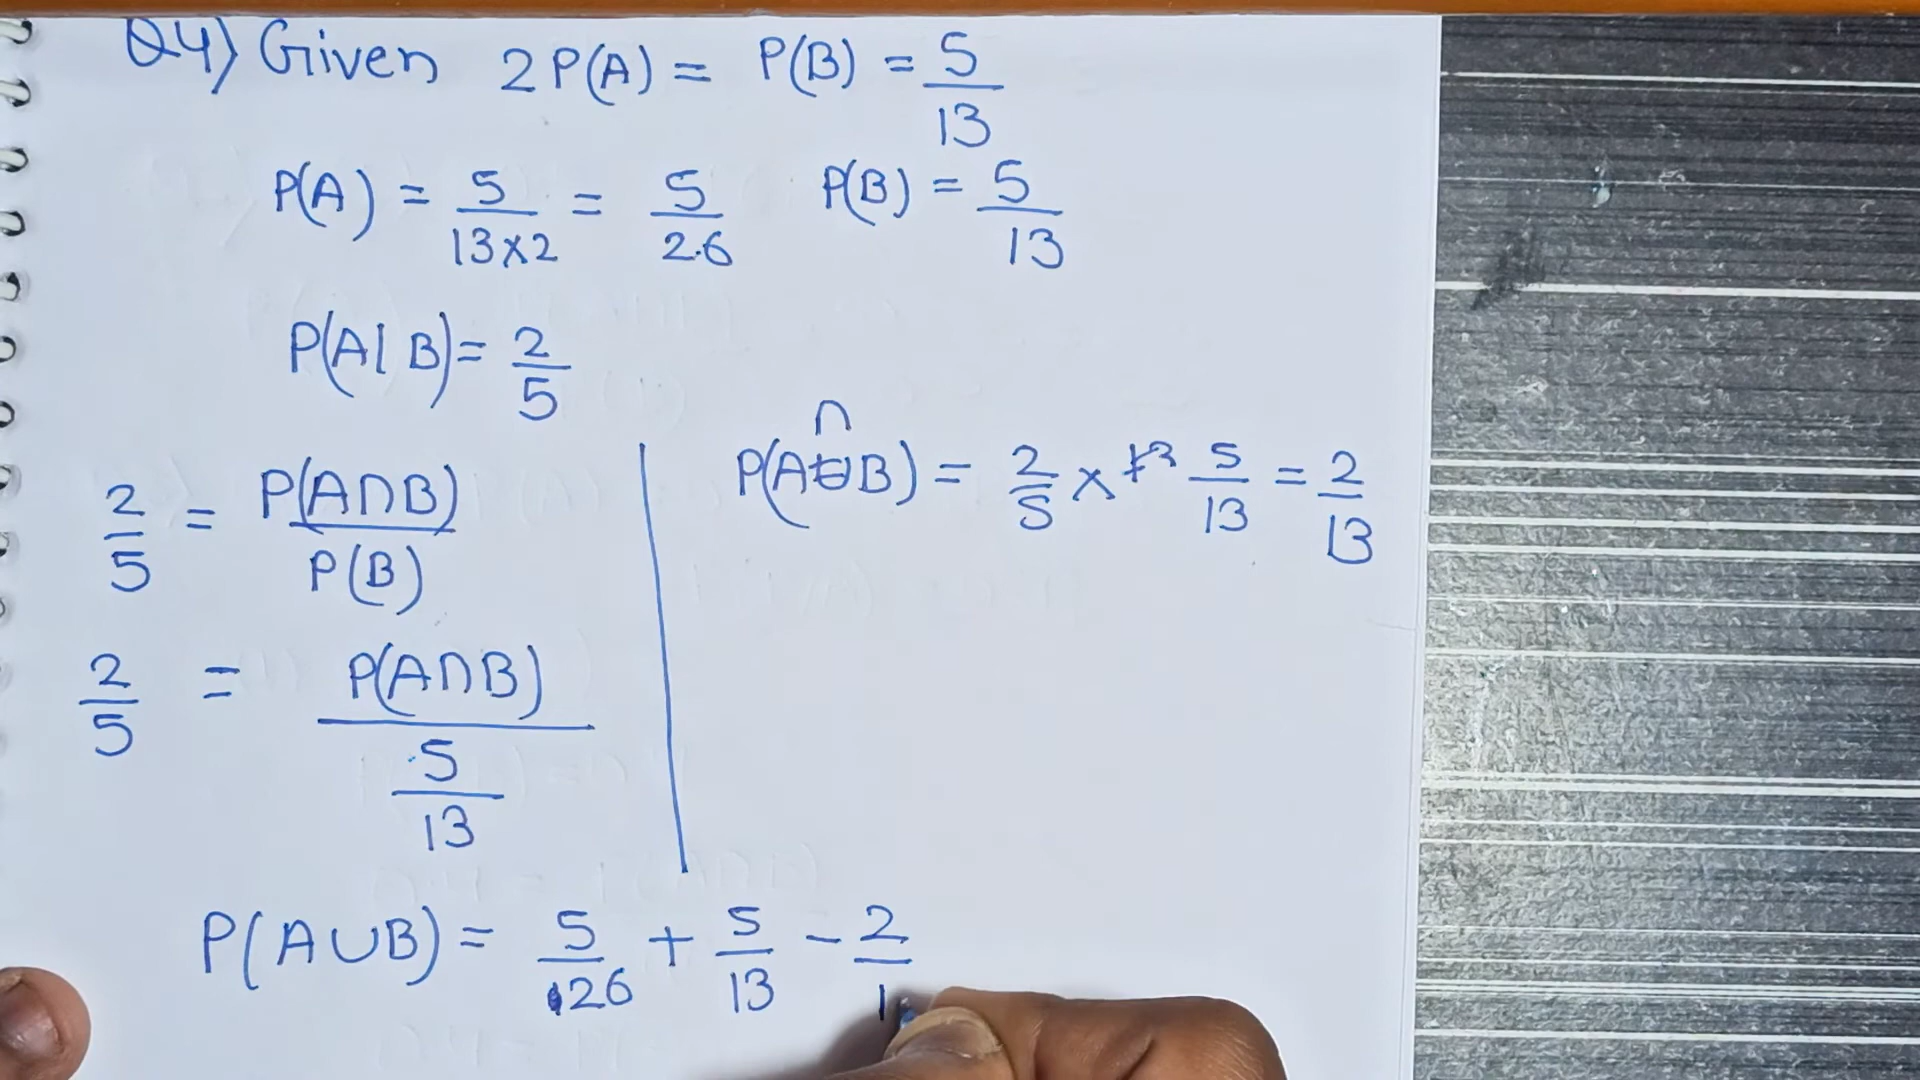 Q4) Given 2P(A) = P(B) = 5/13
P(A) = 5/13×2 = 5/26 P(B) = 5/13
P(A|B) = 2/5
2/5 = P(A∩B)/P(B)
2/5 = P(A∩B)/(5/13)
P(A∩B) = 2/5 × 5/13 = 2/13
P(A∪B) = 5/26 + 5/13 - 2/1